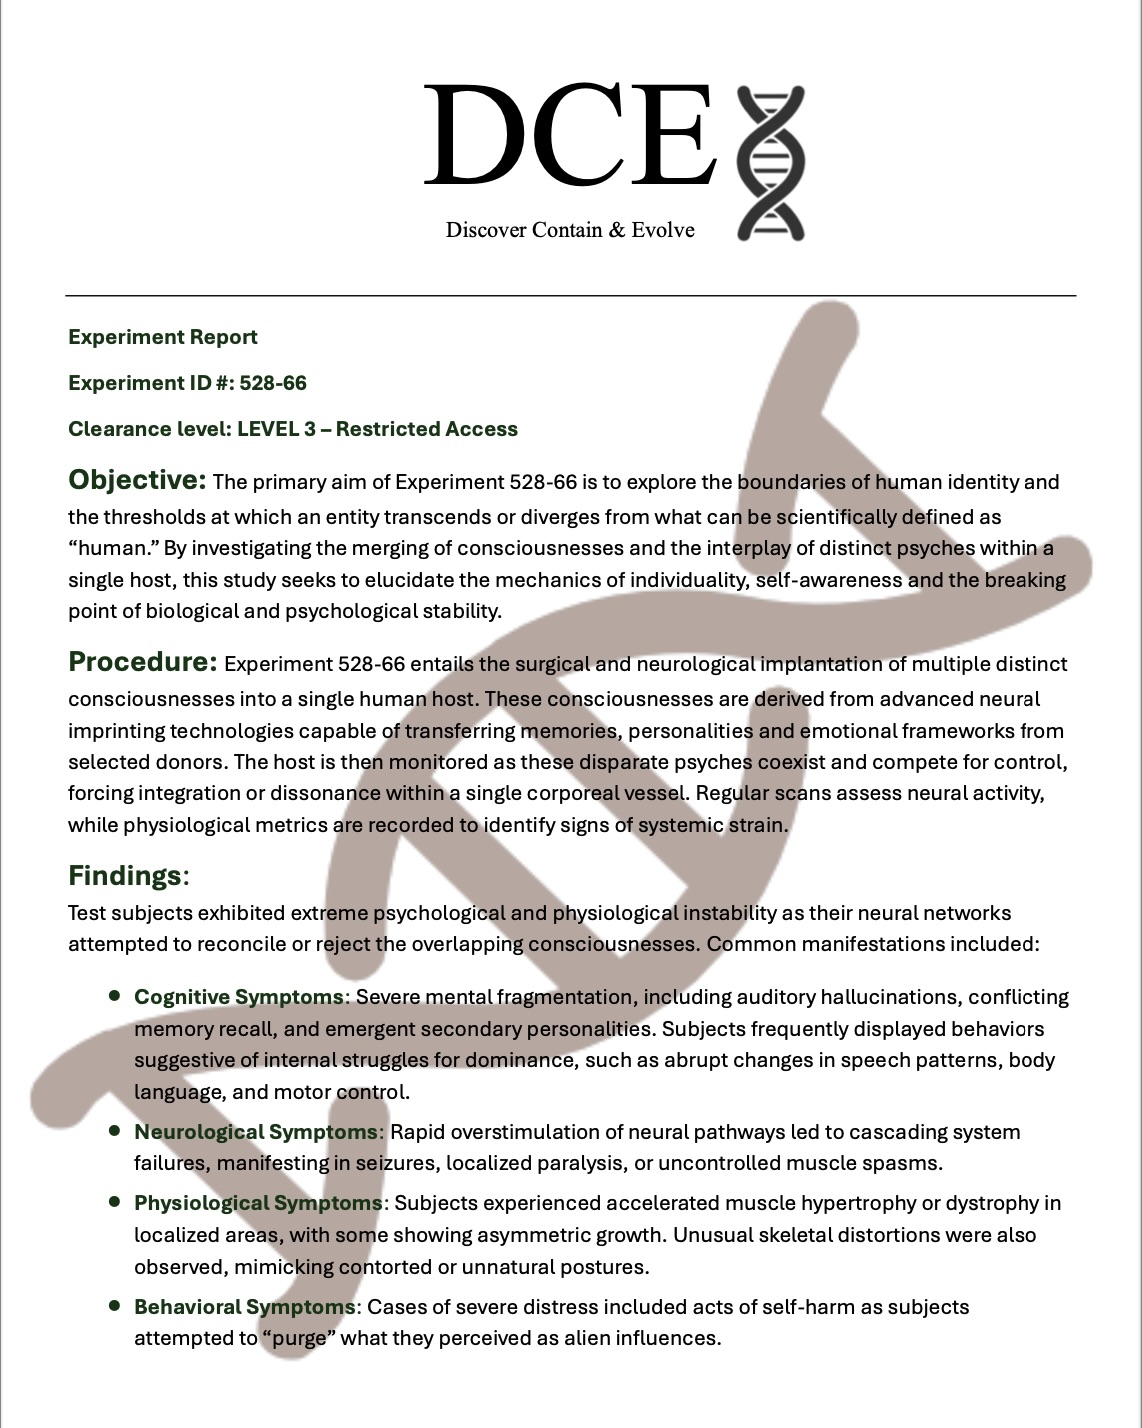 DCE
Discover Contain & Evolve
Experiment Report
Experiment ID #: 528-66
Clearance level: LEVEL 3 – Restricted Access
Objective: The primary aim of Experiment 528-66 is to explore the boundaries of human identity and
the thresholds at which an entity transcends or diverges from what can be scientifically defined as
“human.” By investigating the merging of consciousnesses and the interplay of distinct psyches within a
single host, this study seeks to elucidate the mechanics of individuality, self-awareness and the breaking
point of biological and psychological stability.
Procedure: Experiment 528-66 entails the surgical and neurological implantation of multiple distinct
consciousnesses into a single human host. These consciousnesses are derived from advanced neural
imprinting technologies capable of transferring memories, personalities and emotional frameworks from
selected donors. The host is then monitored as these disparate psyches coexist and compete for control,
forcing integration or dissonance within a single corporeal vessel. Regular scans assess neural activity,
while physiological metrics are recorded to identify signs of systemic strain.
Findings:
Test subjects exhibited extreme psychological and physiological instability as their neural networks
attempted to reconcile or reject the overlapping consciousnesses. Common manifestations included:
● Cognitive Symptoms: Severe mental fragmentation, including auditory hallucinations, conflicting
memory recall, and emergent secondary personalities. Subjects frequently displayed behaviors
suggestive of internal struggles for dominance, such as abrupt changes in speech patterns, body
language, and motor control.
● Neurological Symptoms: Rapid overstimulation of neural pathways led to cascading system
failures, manifesting in seizures, localized paralysis, or uncontrolled muscle spasms.
● Physiological Symptoms: Subjects experienced accelerated muscle hypertrophy or dystrophy in
localized areas, with some showing asymmetric growth. Unusual skeletal distortions were also
observed, mimicking contorted or unnatural postures.
● Behavioral Symptoms: Cases of severe distress included acts of self-harm as subjects
attempted to “purge” what they perceived as alien influences.